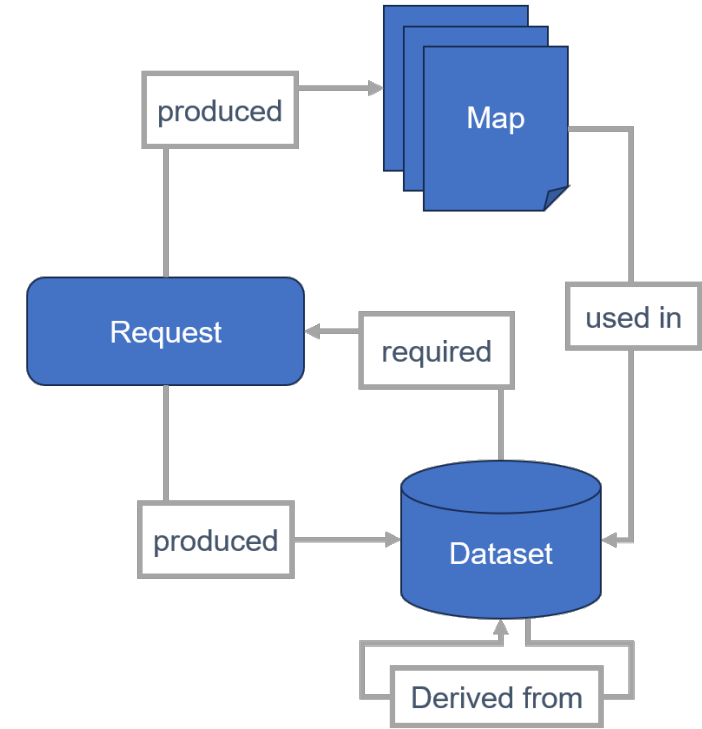 produced
Map
used in
Request
required
produced
Dataset
Derived from